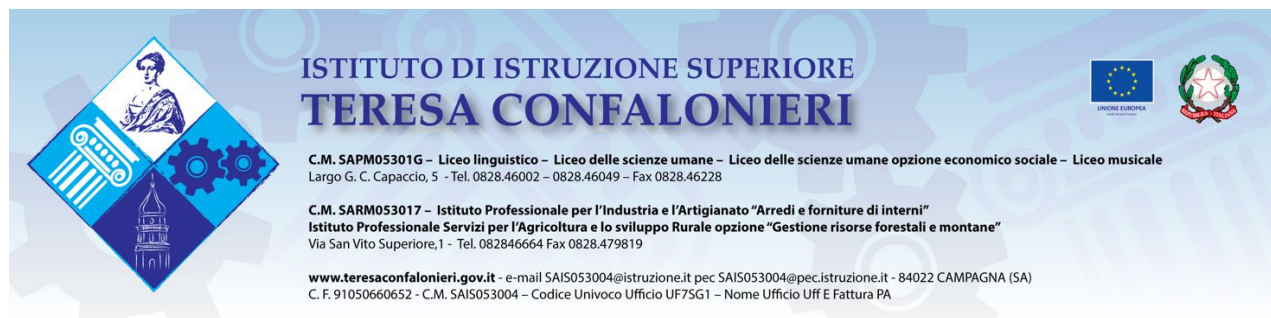 ISTITUTO DI ISTRUZIONE SUPERIORE
TERESA CONFALONIERI
UNIONE EUROPEA
C.M. SAPM05301G – Liceo linguistico – Liceo delle scienze umane – Liceo delle scienze umane opzione economico sociale – Liceo musicale
Largo G. C. Capaccio, 5 - Tel. 0828.46002 – 0828.46049 – Fax 0828.46228
C.M. SARM053017 – Istituto Professionale per l'Industria e l'Artigianato "Arredi e forniture di interni"
Istituto Professionale Servizi per l'Agricoltura e lo sviluppo Rurale opzione "Gestione risorse forestali e montane"
Via San Vito Superiore,1 - Tel. 082846664 Fax 0828.479819
www.teresaconfalonieri.gov.it - e-mail SAIS053004@istruzione.it pec SAIS053004@pec.istruzione.it - 84022 CAMPAGNA (SA)
C. F. 91050660652 - C.M. SAIS053004 – Codice Univoco Ufficio UF7SG1 – Nome Ufficio Uff E Fattura PA